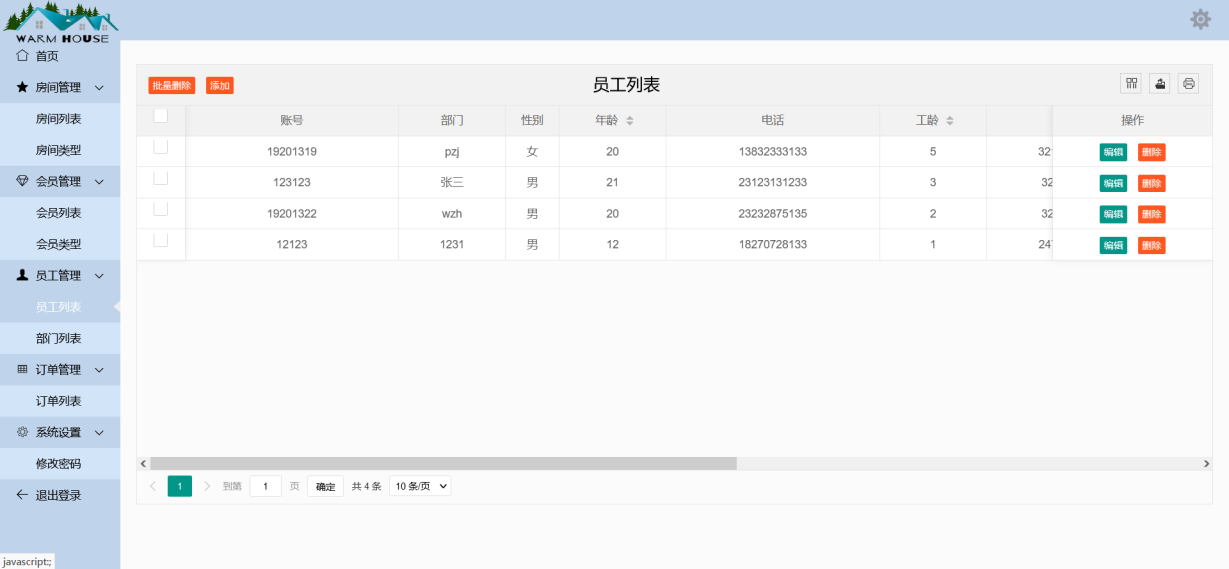 WARM HOUSE
首页
房间管理
房间列表
房间类型
会员管理
会员列表
会员类型
员工管理
员工列表
部门列表
订单管理
订单列表
系统设置
修改密码
退出登录
javascript:;
批量删除 添加 员工列表
账号 部门 性别 年龄 电话 工龄 操作
19201319 pzj 女 20 13832333133 5 编辑 删除
123123 张三 男 21 23123131233 3 32 编辑 删除
19201322 wzh 男 20 23232875135 2 32 编辑 删除
12123 1231 男 12 18270728133 1 编辑 删除
1 到第 1 页 确定 共 4 条 10 条/页